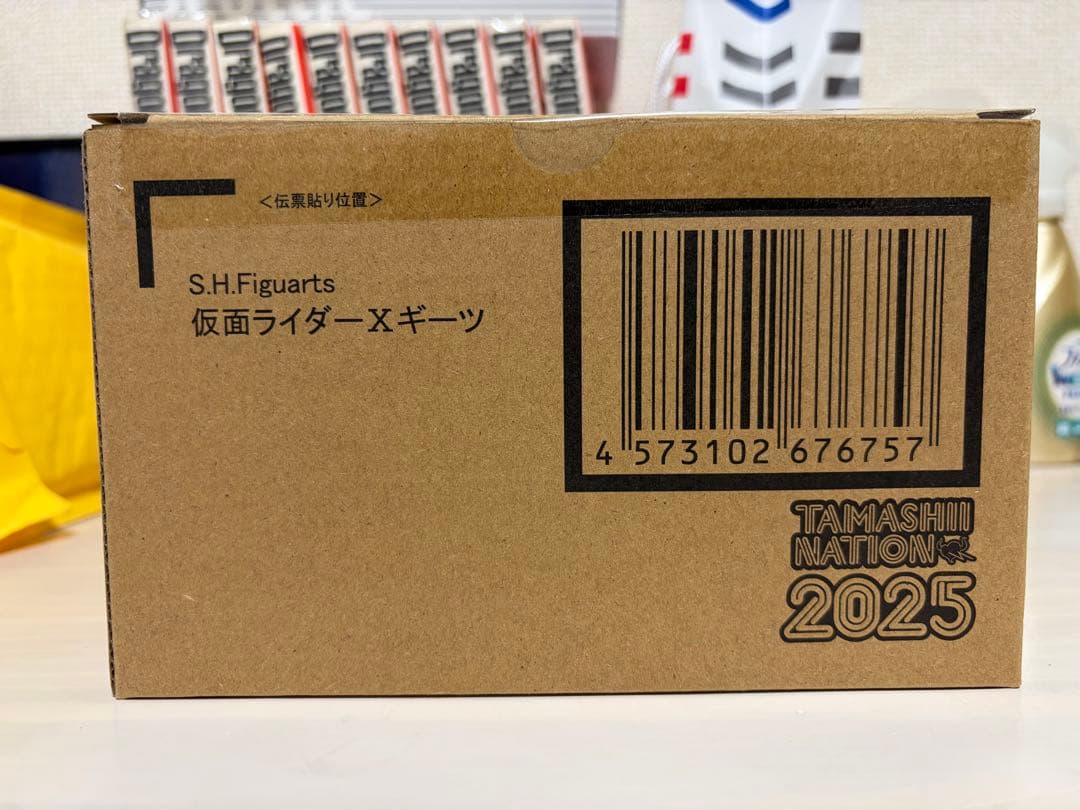 <伝票貼り位置>
S.H.Figuarts
仮面ライダーXギーツ
4 573102 676757
TAMASHII
NATION
2025